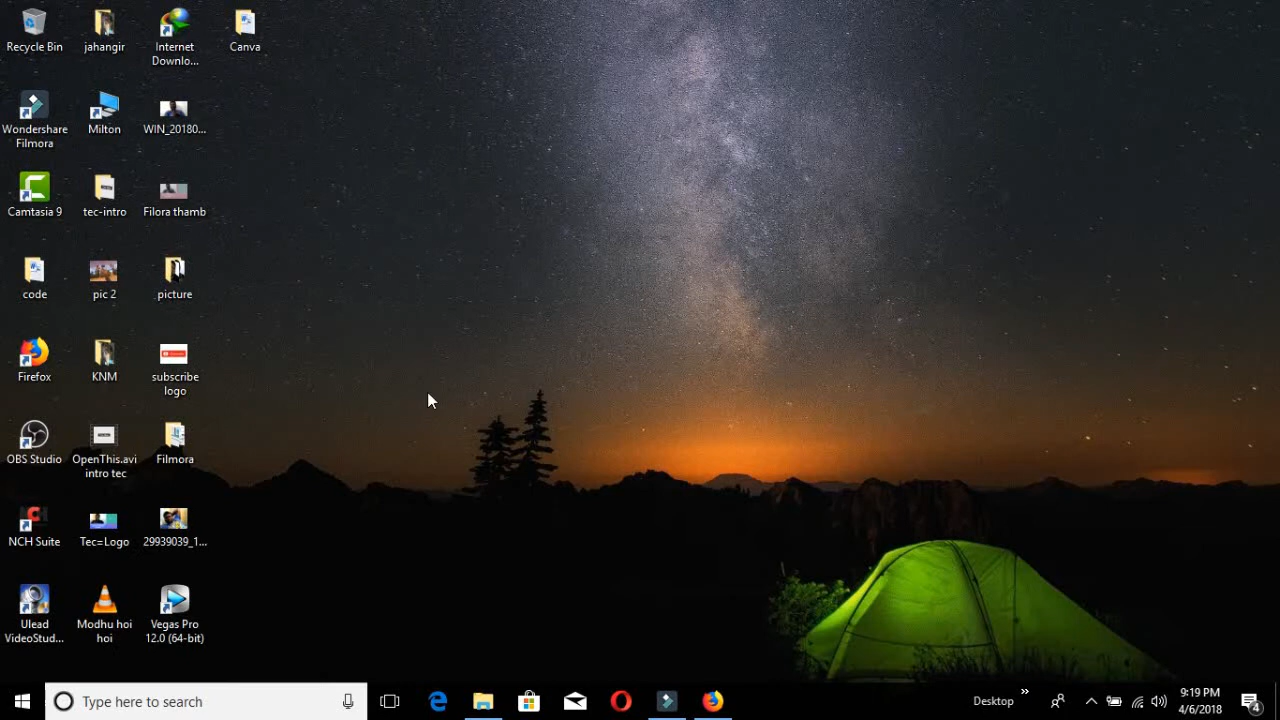 Recycle Bin
jahangir
Internet
Downlo...
Canva
Wondershare
Filmora
Milton
WIN_20180...
Camtasia 9
tec-intro
Filora thamb
code
pic 2
picture
Firefox
KNM
subscribe
logo
OBS Studio
OpenThis.avi
intro tec
Filmora
NCH Suite
Tec=Logo
29939039_1...
Ulead
VideoStud...
Modhu hoi
hoi
Vegas Pro
12.0 (64-bit)
Type here to search
Desktop
9:19 PM
4/6/2018
4